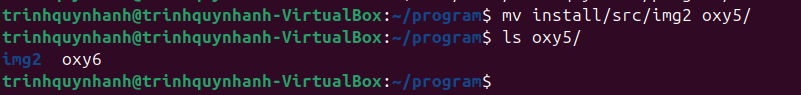 trinhquynhanh@trinhquynhanh-VirtualBox:~/program$ mv install/src/img2 oxy5/
trinhquynhanh@trinhquynhanh-VirtualBox:~/program$ ls oxy5/
img2  oxy6
trinhquynhanh@trinhquynhanh-VirtualBox:~/program$